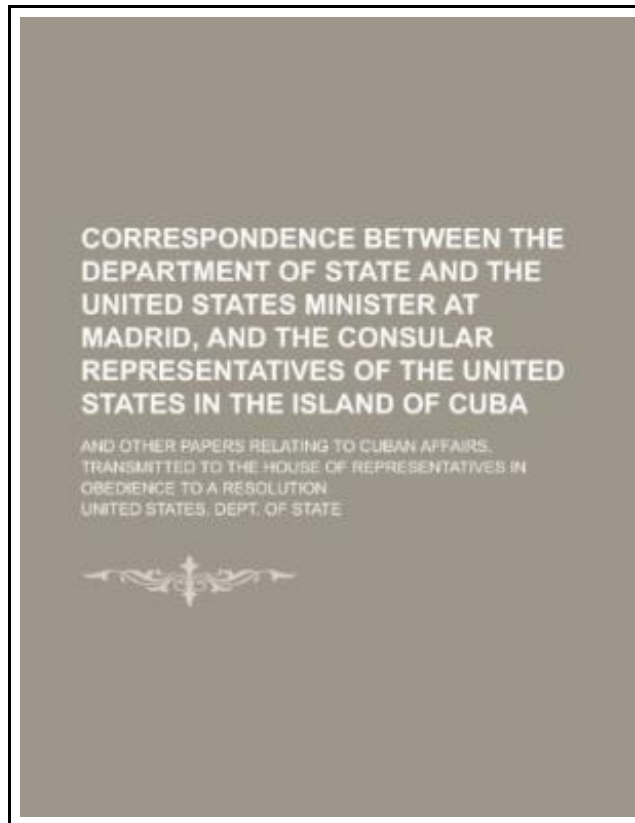 CORRESPONDENCE BETWEEN THE
DEPARTMENT OF STATE AND THE
UNITED STATES MINISTER AT
MADRID, AND THE CONSULAR
REPRESENTATIVES OF THE UNITED
STATES IN THE ISLAND OF CUBA
AND OTHER PAPERS RELATING TO CUBAN AFFAIRS,
TRANSMITTED TO THE HOUSE OF REPRESENTATIVES IN
OBEDIENCE TO A RESOLUTION
UNITED STATES. DEPT. OF STATE